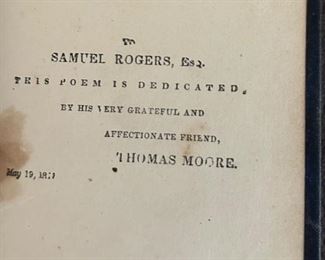 TO
SAMUEL ROGERS, Esq.
THIS POEM IS DEDICATED,
BY HIS VERY GRATEFUL AND
AFFECTIONATE FRIEND,
THOMAS MOORE.
May 19,